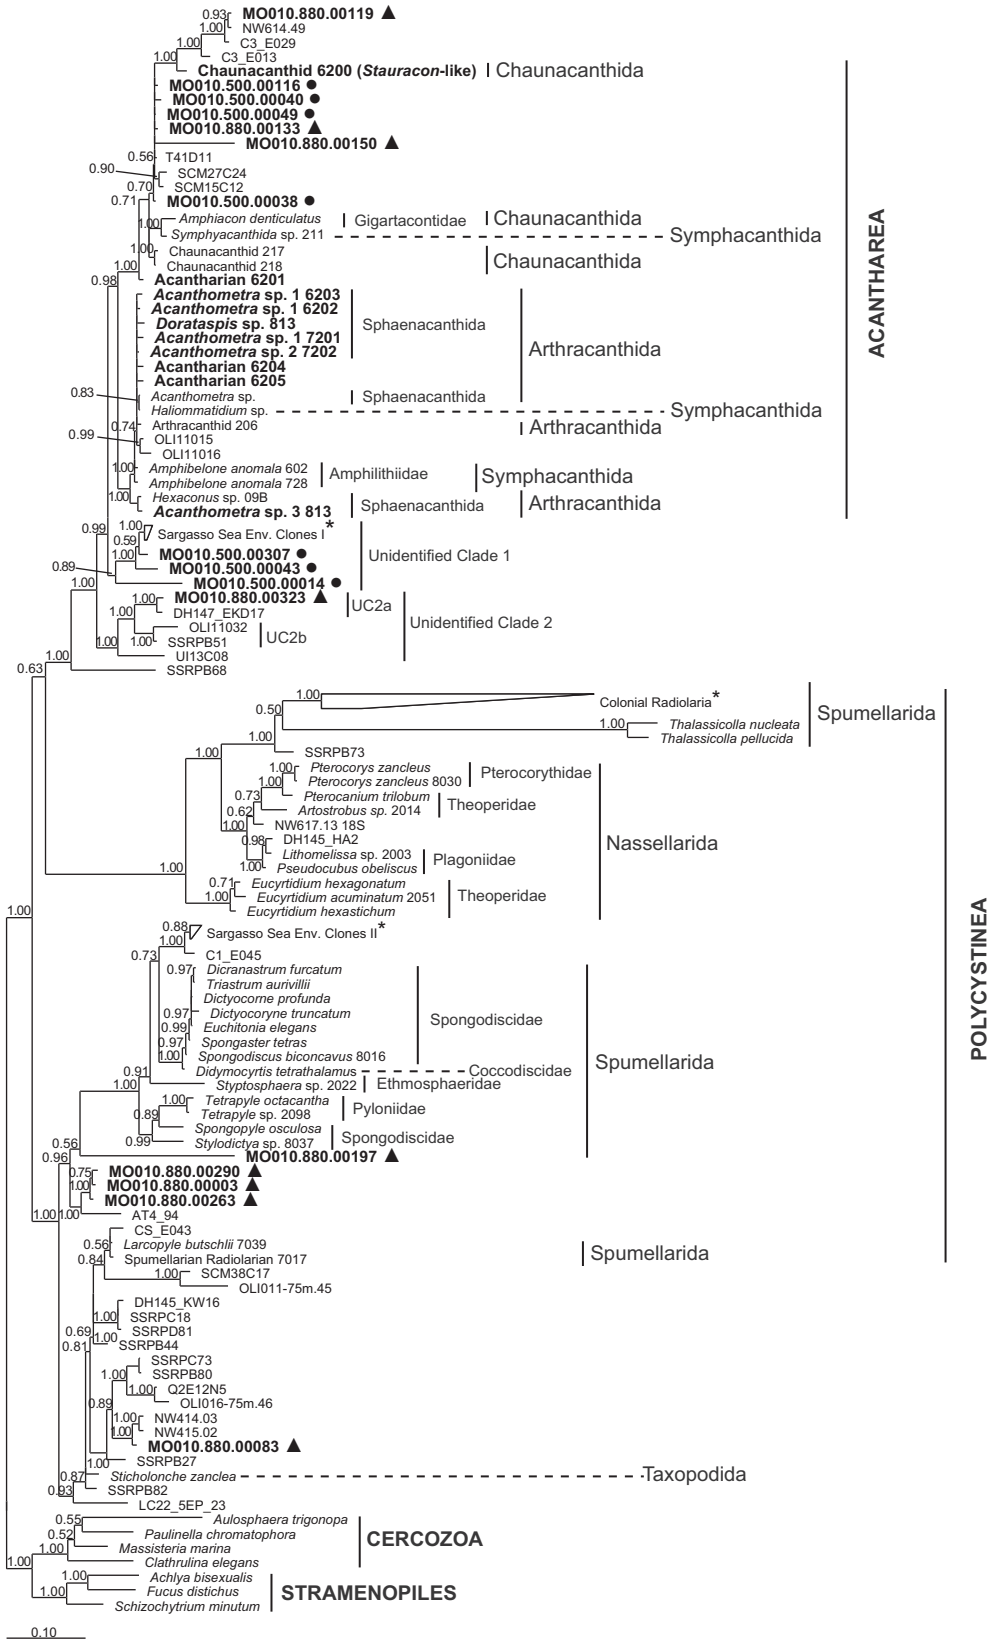 0.93 MO010.880.00119 ▲
1.00 NW614.49
1.00 C3_E029
1.00 C3_E013
Chaunacanthid 6200 (Stauracon-like) Chaunacanthida
MO010.500.00116 ●
MO010.500.00040 ●
MO010.500.00049 ●
MO010.880.00133 ▲
MO010.880.00150 ▲
0.56 T41D11
0.90 SCM27C24
0.70 SCM15C12
0.71 MO010.500.00038 ●
1.00 Amphiacon denticulatus Gigartacontidae Chaunacanthida
Symphyacanthida sp. 211 Symphacanthida
1.00 Chaunacanthid 217 Chaunacanthida
1.00 Chaunacanthid 218
0.98 Acantharian 6201
Acanthometra sp. 1 6203
Acanthometra sp. 1 6202
Dorataspis sp. 813 Sphaenacanthida
Acanthometra sp. 1 7201
Acanthometra sp. 2 7202 Arthracanthida
Acantharian 6204
Acantharian 6205
0.83 Acanthometra sp. Sphaenacanthida
Haliommatidium sp. Symphacanthida
0.74 Arthracanthid 206 Arthracanthida
0.99 OLI11015
OLI11016
1.00 Amphibelone anomala 602 Amphilithiidae Symphacanthida
Amphibelone anomala 728
1.00 Hexaconus sp. 09B Sphaenacanthida Arthracanthida
Acanthometra sp. 3 813
ACANTHAREA
0.99 1.00 Sargasso Sea Env. Clones I*
0.59 MO010.500.00307 ● Unidentified Clade 1
0.89 1.00 MO010.500.00043 ●
1.00 MO010.500.00014 ●
1.00 MO010.880.00323 ▲ UC2a
1.00 DH147_EKD17 Unidentified Clade 2
OLI11032 UC2b
1.00 1.00 SSRPB51
UI13C08
0.63 1.00 SSRPB68
1.00 Colonial Radiolaria* Spumellarida
0.50 1.00 Thalassicolla nucleata
1.00 Thalassicolla pellucida
1.00 SSRPB73
1.00 Pterocorys zancleus Pterocorythidae
1.00 Pterocorys zancleus 8030
0.73 Pterocanium trilobum Theoperidae
0.62 Artostrobus sp. 2014
1.00 NW617.13 18S
0.98 DH145_HA2 Nassellarida
Lithomelissa sp. 2003 Plagoniidae
1.00 1.00 Pseudocubus obeliscus
0.71 Eucyrtidium hexagonatum
1.00 Eucyrtidium acuminatum 2051 Theoperidae
1.00 Eucyrtidium hexastichum
POLYCYSTINEA
0.88 Sargasso Sea Env. Clones II*
1.00
0.73 C1_E045
0.97 Dicranastrum furcatum
Triastrum aurivillii
Dictyocorne profunda
0.97 Dictyocoryne truncatum Spongodiscidae
0.99 Euchitonia elegans
0.97 Spongaster tetras
1.00 Spongodiscus biconcavus 8016 Spumellarida
0.91 Didymocyrtis tetrathalamus Coccodiscidae
1.00 Styptosphaera sp. 2022 Ethmosphaeridae
1.00 Tetrapyle octacantha Pyloniidae
0.89 Tetrapyle sp. 2098
Spongopyle osculosa Spongodiscidae
0.56 0.99 Stylodictya sp. 8037
0.96 MO010.880.00197 ▲
0.75 MO010.880.00290 ▲
1.00 MO010.880.00003 ▲
MO010.880.00263 ▲
1.00 1.00 AT4_94
CS_E043
0.56 Larcopyle butschlii 7039 Spumellarida
0.84 Spumellarian Radiolarian 7017
1.00 SCM38C17
OLI011-75m.45
DH145_KW16
1.00 SSRPC18
0.69 SSRPD81
0.81 1.00 SSRPB44
SSRPC73
1.00 SSRPB80
1.00 Q2E12N5
0.89 OLI016-75m.46
1.00 NW414.03
1.00 NW415.02
MO010.880.00083 ▲
1.00 SSRPB27
0.87 Sticholonche zanclea Taxopodida
0.93 SSRPB82
LC22_5EP_23
0.55 Aulosphaera trigonopa
0.52 Paulinella chromatophora CERCOZOA
1.00 Massisteria marina
1.00 Clathrulina elegans
1.00 Achlya bisexualis
1.00 Fucus distichus STRAMENOPILES
Schizochytrium minutum
0.10